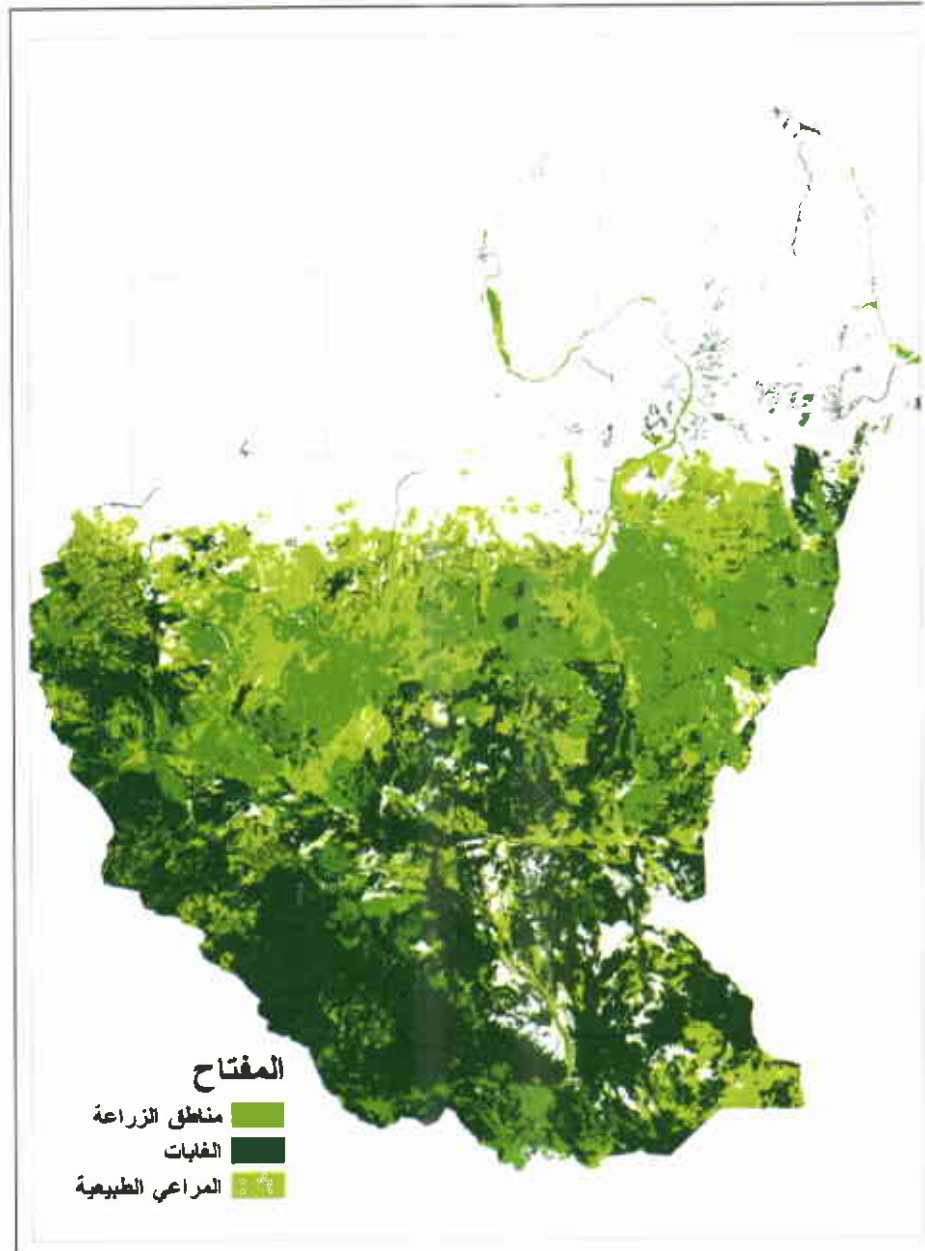 المفتاح
مناطق الزراعة
الغابات
المراعي الطبيعية